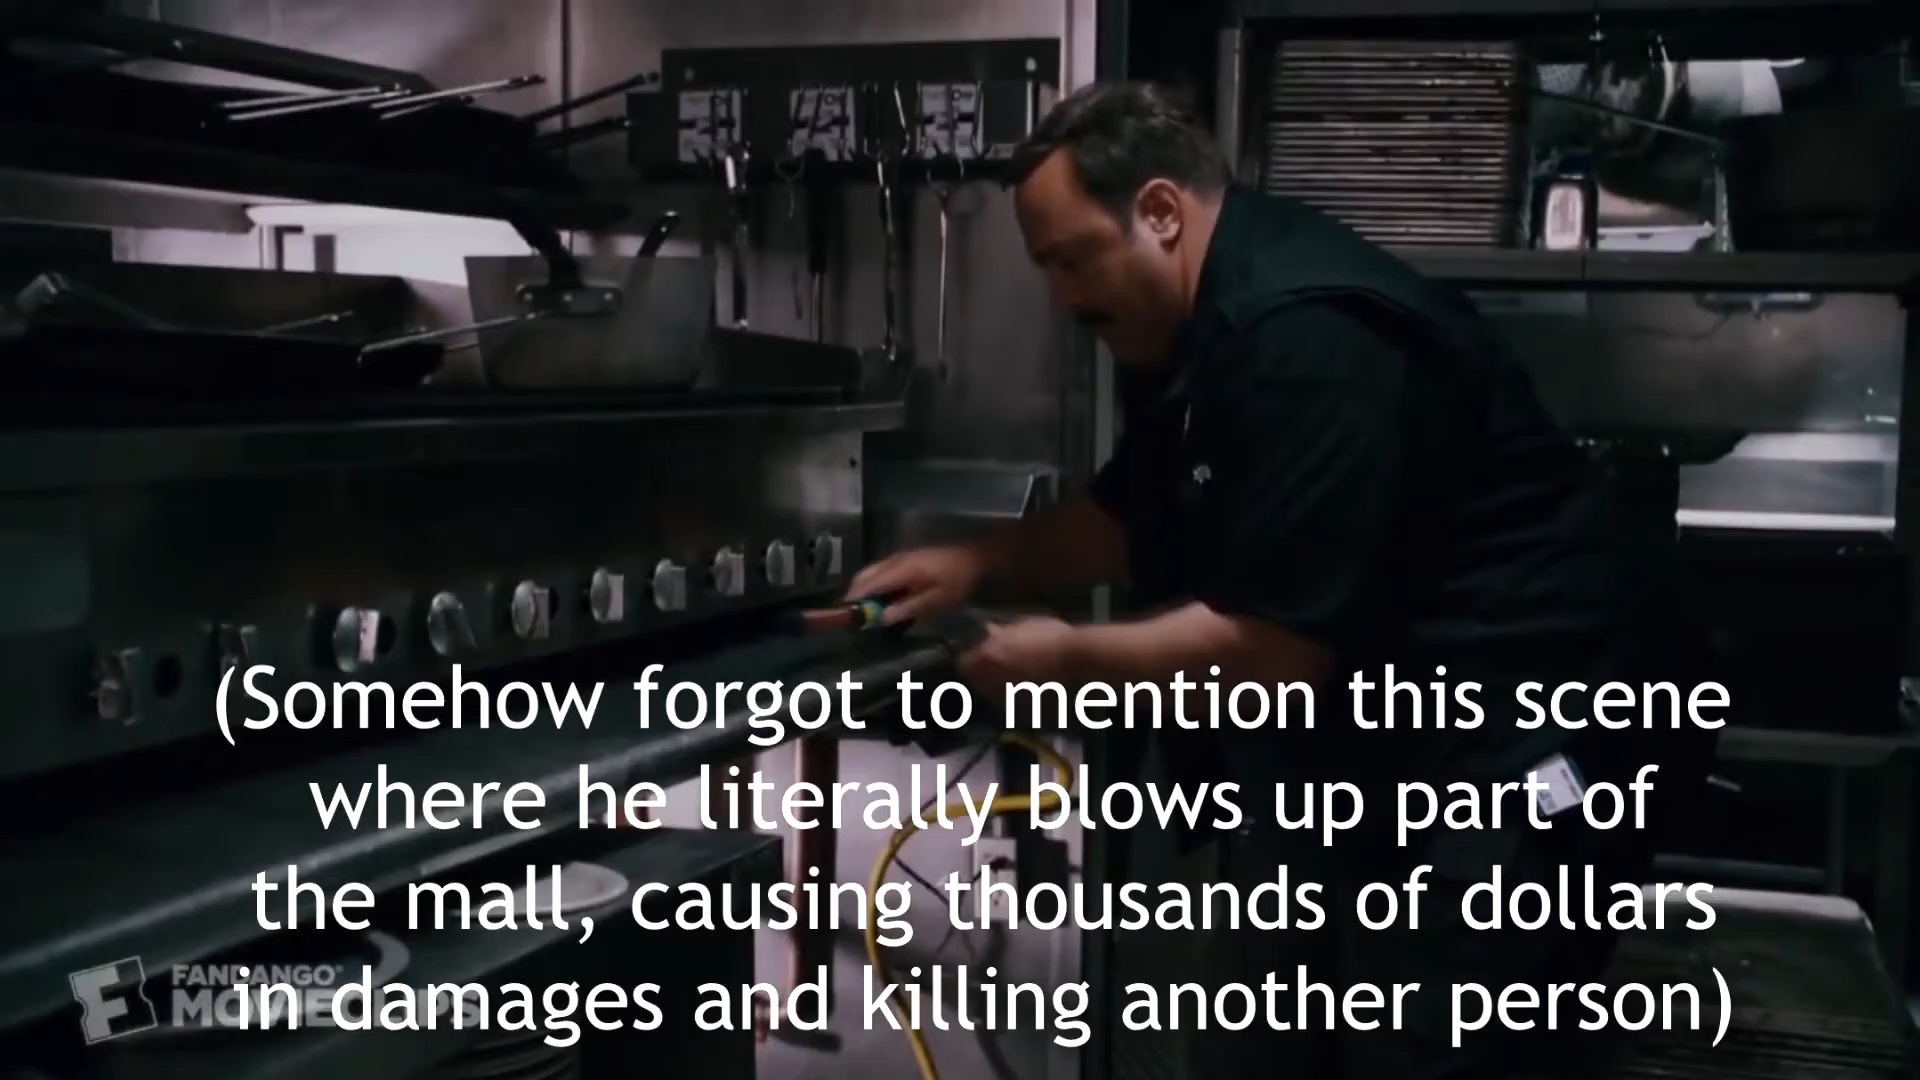 (Somehow forgot to mention this scene
where he literally blows up part of
the mall, causing thousands of dollars
in damages and killing another person)
FANDANGO
MOVIECLIPS